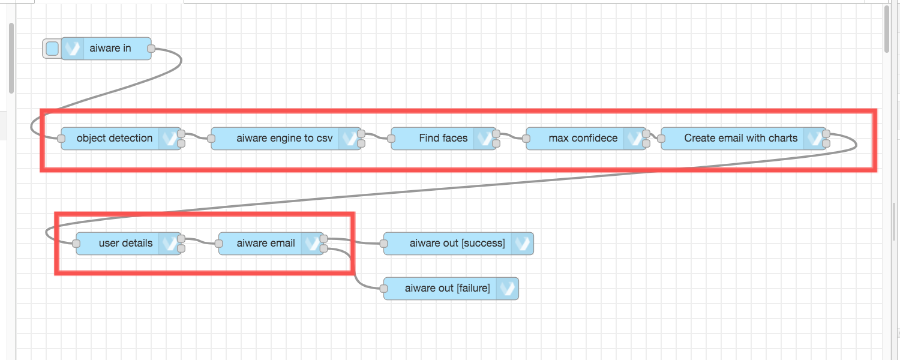 aiware in
object detection
aiware engine to csv
Find faces
max confidece
Create email with charts
user details
aiware email
aiware out [success]
aiware out [failure]